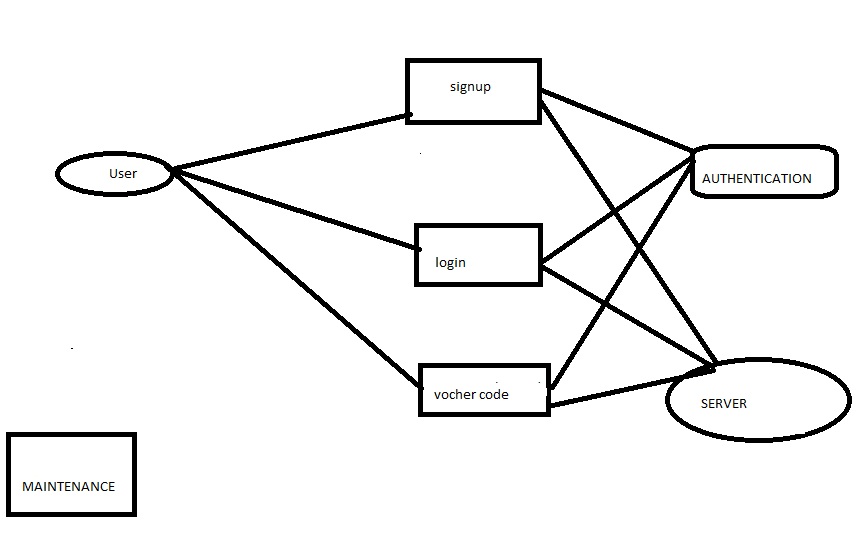 signup
User
AUTHENTICATION
login
vocher code
SERVER
MAINTENANCE